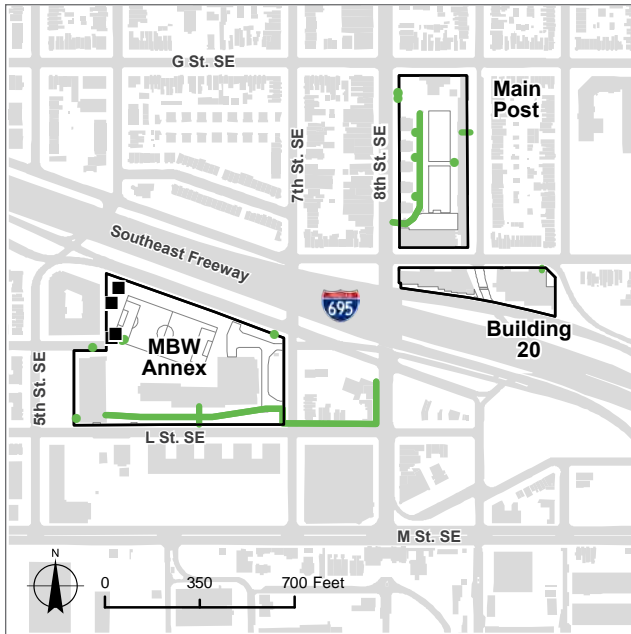 G St. SE
Main
Post
7th St. SE
8th St. SE
Southeast Freeway
695
Building
20
MBW
Annex
5th St. SE
L St. SE
M St. SE
N
0 350 700 Feet